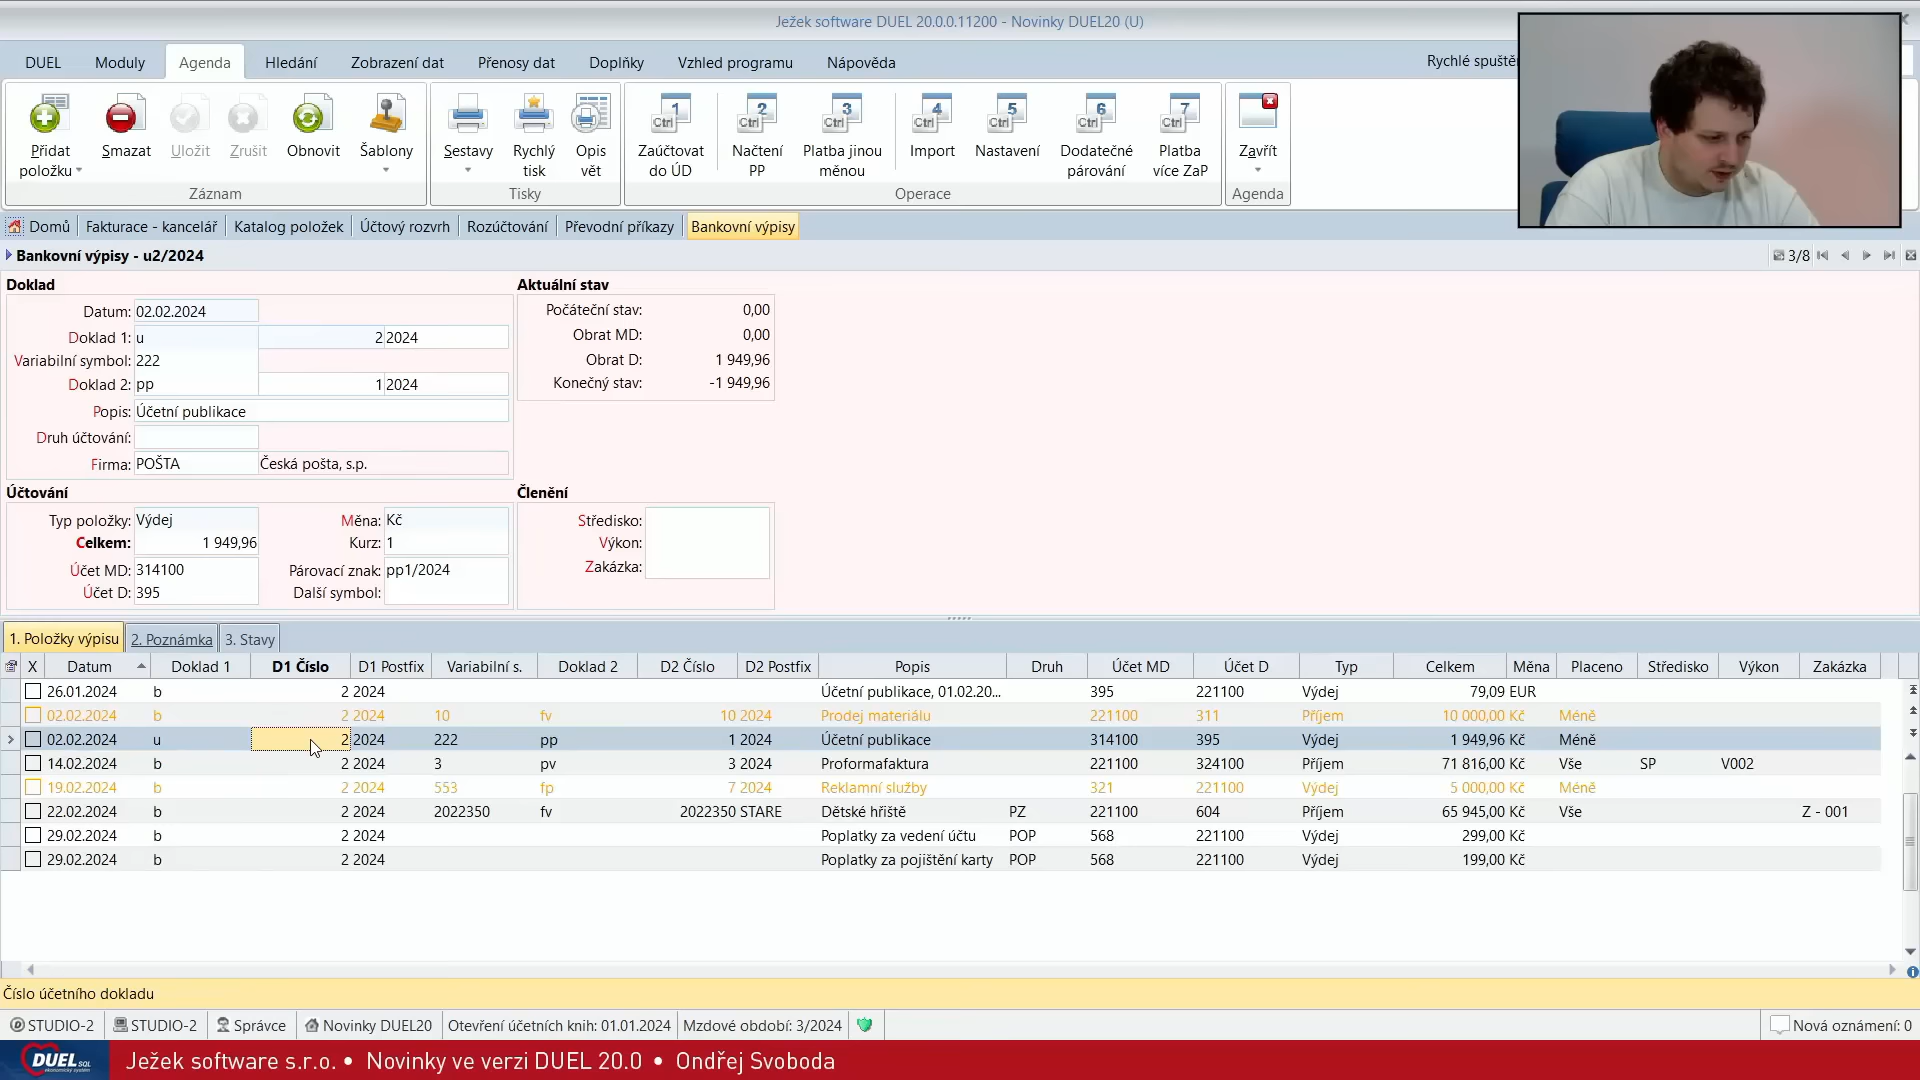 Ježek software DUEL 20.0.0.11200 - Novinky DUEL20 (U)
DUEL Moduly Agenda Hledání Zobrazení dat Přenosy dat Doplňky Vzhled programu Nápověda Rychlé spuště
Přidat položku Smazat Uložit Zrušit Obnovit Šablony Sestavy Rychlý tisk Opis vět 1 Ctrl Zaúčtovat do ÚD 2 Ctrl Načtení PP 3 Ctrl Platba jinou měnou 4 Ctrl Import 5 Ctrl Nastavení 6 Ctrl Dodatečné párování 7 Ctrl Platba více ZaP Zavřít
Záznam Tisky Operace Agenda
Domů Fakturace - kancelář Katalog položek Účtový rozvrh Rozúčtování Převodní příkazy Bankovní výpisy
Bankovní výpisy - u2/2024 3/8
Doklad
Datum: 02.02.2024
Doklad 1: u 2 2024
Variabilní symbol: 222
Doklad 2: pp 1 2024
Popis: Účetní publikace
Druh účtování:
Firma: POŠTA Česká pošta, s.p.
Aktuální stav
Počáteční stav: 0,00
Obrat MD: 0,00
Obrat D: 1 949,96
Konečný stav: -1 949,96
Účtování
Typ položky: Výdej Měna: Kč
Celkem: 1 949,96 Kurz: 1
Účet MD: 314100 Párovací znak: pp1/2024
Účet D: 395 Další symbol:
Členění
Středisko:
Výkon:
Zakázka:
1. Položky výpisu 2. Poznámka 3. Stavy
X Datum Doklad 1 D1 Číslo D1 Postfix Variabilní s. Doklad 2 D2 Číslo D2 Postfix Popis Druh Účet MD Účet D Typ Celkem Měna Placeno Středisko Výkon Zakázka
26.01.2024 b 2 2024 Účetní publikace, 01.02.20... 395 221100 Výdej 79,09 EUR
02.02.2024 b 2 2024 10 fv 10 2024 Prodej materiálu 221100 311 Příjem 10 000,00 Kč Méně
02.02.2024 u 2 2024 222 pp 1 2024 Účetní publikace 314100 395 Výdej 1 949,96 Kč Méně
14.02.2024 b 2 2024 3 pv 3 2024 Proformafaktura 221100 324100 Příjem 71 816,00 Kč Vše SP V002
19.02.2024 b 2 2024 553 fp 7 2024 Reklamní služby 321 221100 Výdej 5 000,00 Kč Méně
22.02.2024 b 2 2024 2022350 fv 2022350 STARE Dětské hřiště PZ 221100 604 Příjem 65 945,00 Kč Vše Z - 001
29.02.2024 b 2 2024 Poplatky za vedení účtu POP 568 221100 Výdej 299,00 Kč
29.02.2024 b 2 2024 Poplatky za pojištění karty POP 568 221100 Výdej 199,00 Kč
Číslo účetního dokladu
STUDIO-2 STUDIO-2 Správce Novinky DUEL20 Otevření účetních knih: 01.01.2024 Mzdové období: 3/2024 Nová oznámení: 0
DUEL SQL ekonomický systém Ježek software s.r.o. • Novinky ve verzi DUEL 20.0 • Ondřej Svoboda